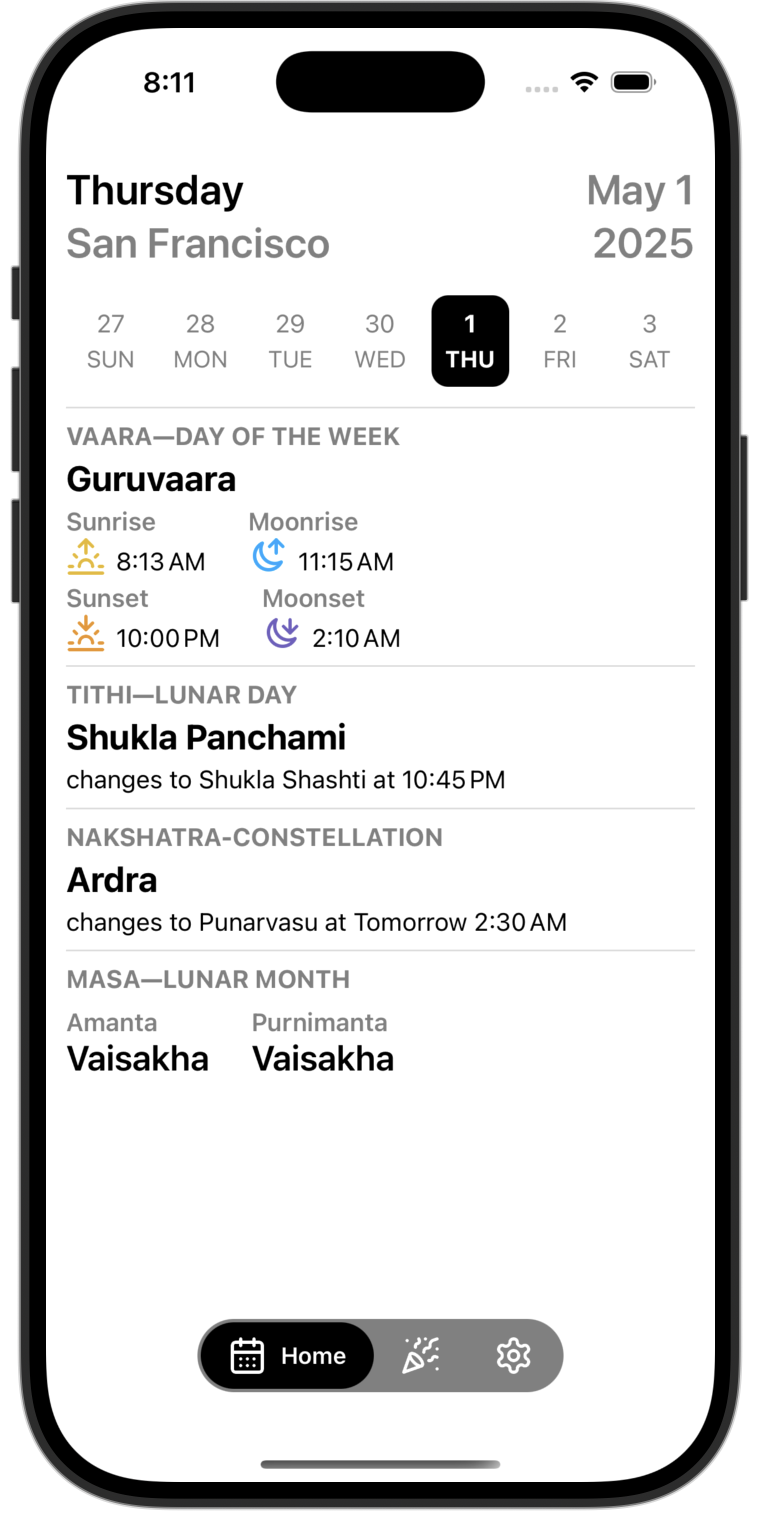 8:11
Thursday May 1
San Francisco 2025
27 28 29 30 1 2 3
SUN MON TUE WED THU FRI SAT
VAARA—DAY OF THE WEEK
Guruvaara
Sunrise Moonrise
8:13 AM 11:15 AM
Sunset Moonset
10:00 PM 2:10 AM
TITHI—LUNAR DAY
Shukla Panchami
changes to Shukla Shashti at 10:45 PM
NAKSHATRA-CONSTELLATION
Ardra
changes to Punarvasu at Tomorrow 2:30 AM
MASA—LUNAR MONTH
Amanta Purnimanta
Vaisakha Vaisakha
Home